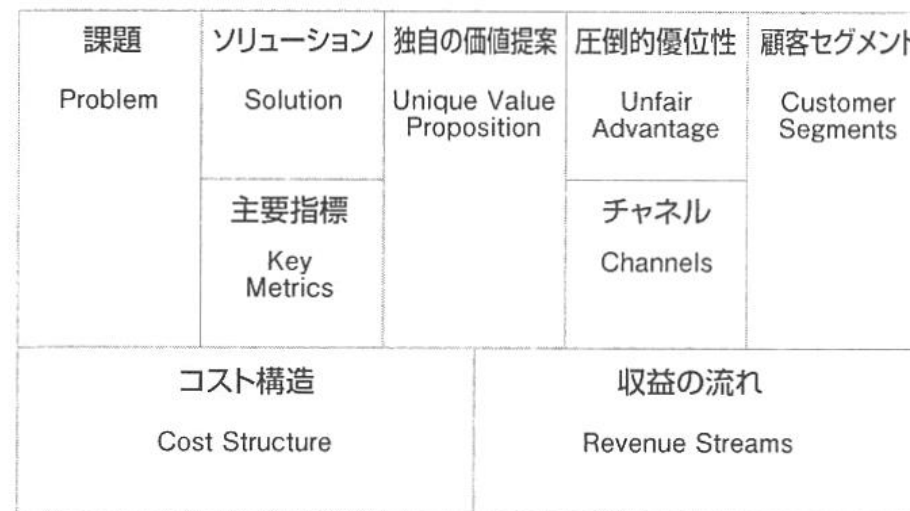 課題
Problem
ソリューション
Solution
主要指標
Key
Metrics
独自の価値提案
Unique Value
Proposition
圧倒的優位性
Unfair
Advantage
チャネル
Channels
顧客セグメント
Customer
Segments
コスト構造
Cost Structure
収益の流れ
Revenue Streams